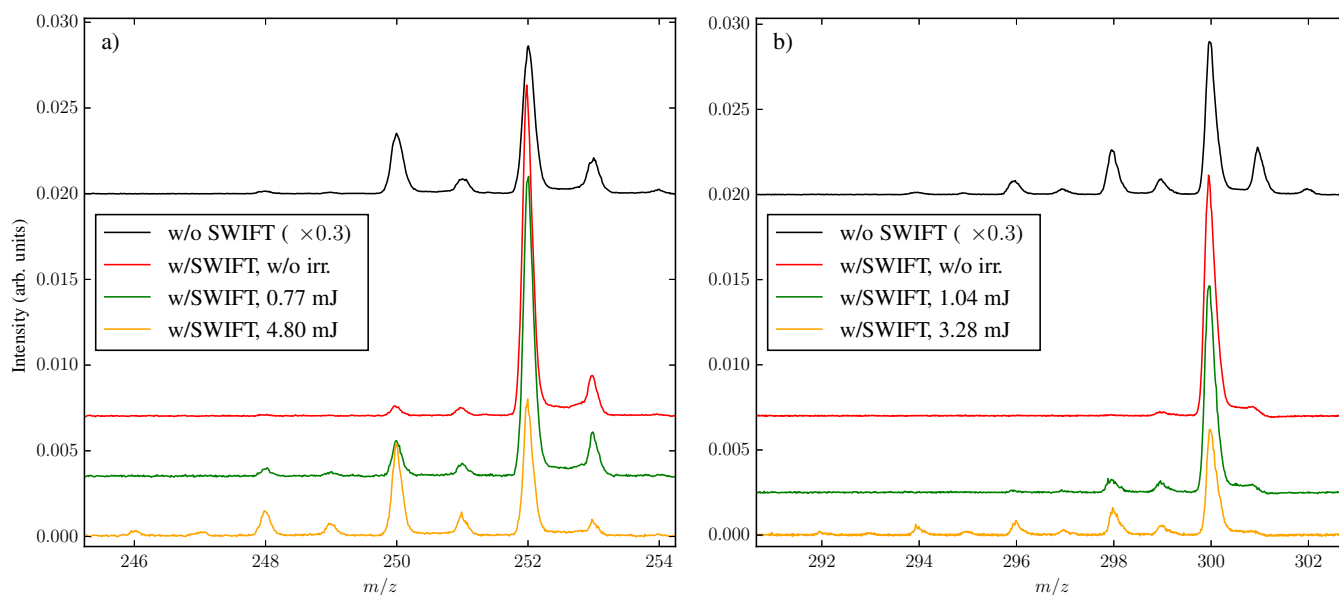 a)
0.030
0.025
0.020
0.015
0.010
0.005
0.000
Intensity (arb. units)
w/o SWIFT ( ×0.3)
w/SWIFT, w/o irr.
w/SWIFT, 0.77 mJ
w/SWIFT, 4.80 mJ
246 248 250 252 254
m/z
b)
0.030
0.025
0.020
0.015
0.010
0.005
0.000
w/o SWIFT ( ×0.3)
w/SWIFT, w/o irr.
w/SWIFT, 1.04 mJ
w/SWIFT, 3.28 mJ
292 294 296 298 300 302
m/z